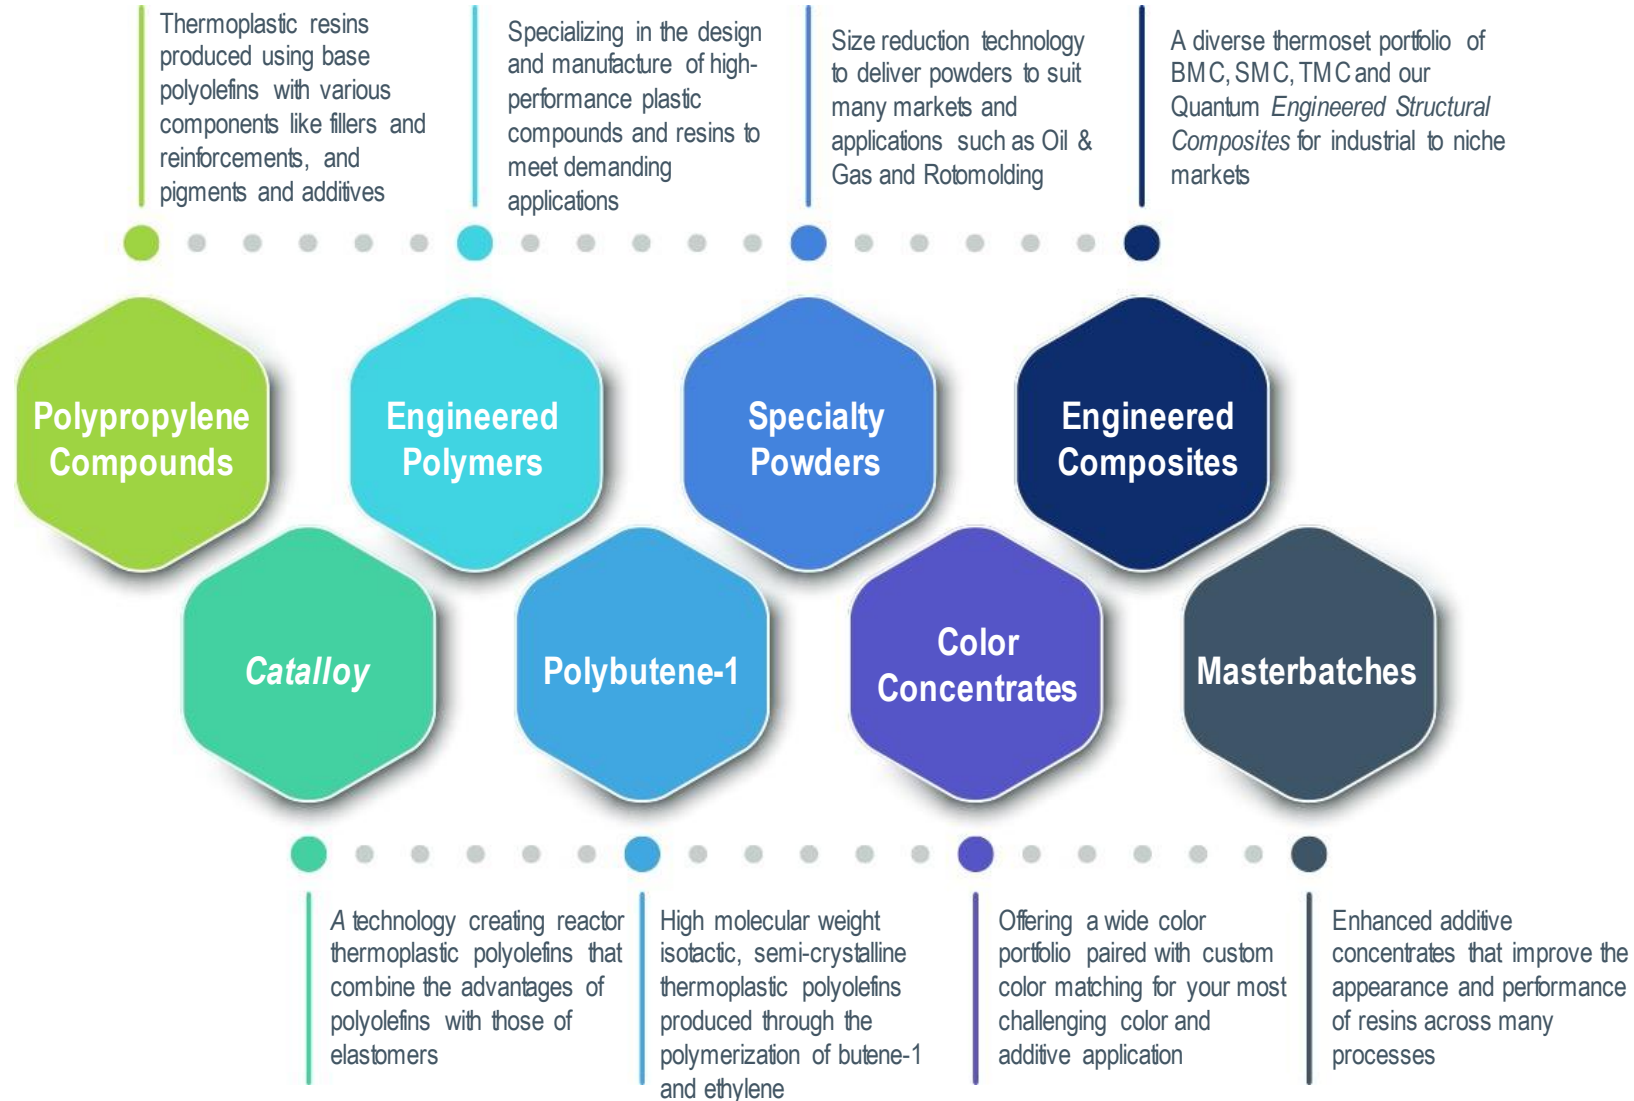 Thermoplastic resins
produced using base
polyolefins with various
components like fillers and
reinforcements, and
pigments and additives
Specializing in the design
and manufacture of high-
performance plastic
compounds and resins to
meet demanding
applications
Size reduction technology
to deliver powders to suit
many markets and
applications such as Oil &
Gas and Rotomolding
A diverse thermoset portfolio of
BMC, SMC, TMC and our
Quantum Engineered Structural
Composites for industrial to niche
markets
Polypropylene
Compounds
Engineered
Polymers
Specialty
Powders
Engineered
Composites
Catalloy
Polybutene-1
Color
Concentrates
Masterbatches
A technology creating reactor
thermoplastic polyolefins that
combine the advantages of
polyolefins with those of
elastomers
High molecular weight
isotactic, semi-crystalline
thermoplastic polyolefins
produced through the
polymerization of butene-1
and ethylene
Offering a wide color
portfolio paired with custom
color matching for your most
challenging color and
additive application
Enhanced additive
concentrates that improve the
appearance and performance
of resins across many
processes